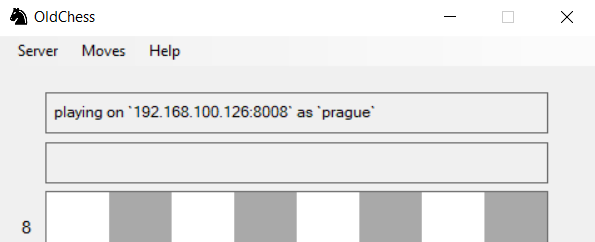 OldChess
Server Moves Help
playing on `192.168.100.126:8008` as `prague`
8